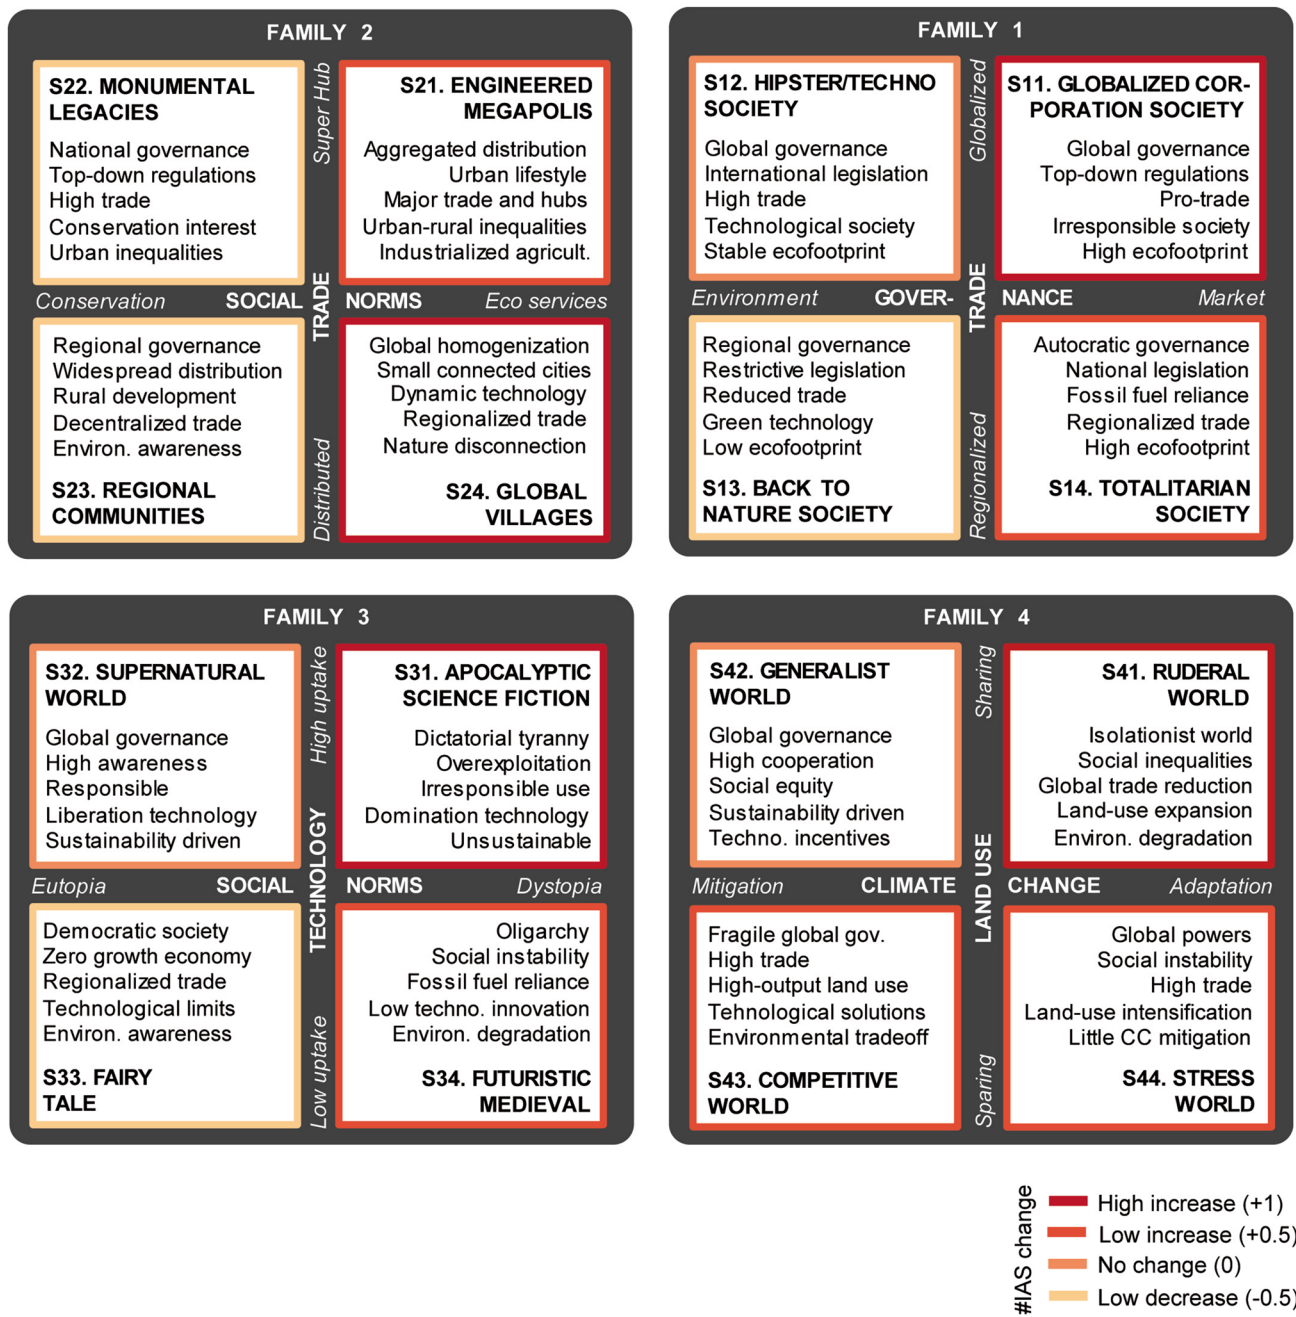 FAMILY 2
S22. MONUMENTAL
LEGACIES
National governance
Top-down regulations
High trade
Conservation interest
Urban inequalities
Super Hub
S21. ENGINEERED
MEGAPOLIS
Aggregated distribution
Urban lifestyle
Major trade and hubs
Urban-rural inequalities
Industrialized agricult.
Conservation
SOCIAL
TRADE
NORMS
Eco services
Regional governance
Widespread distribution
Rural development
Decentralized trade
Environ. awareness
S23. REGIONAL
COMMUNITIES
Distributed
Global homogenization
Small connected cities
Dynamic technology
Regionalized trade
Nature disconnection
S24. GLOBAL
VILLAGES
FAMILY 1
S12. HIPSTER/TECHNO
SOCIETY
Global governance
International legislation
High trade
Technological society
Stable ecofootprint
Globalized
S11. GLOBALIZED COR-
PORATION SOCIETY
Global governance
Top-down regulations
Pro-trade
Irresponsible society
High ecofootprint
Environment
GOVER-
TRADE
NANCE
Market
Regional governance
Restrictive legislation
Reduced trade
Green technology
Low ecofootprint
S13. BACK TO
NATURE SOCIETY
Regionalized
Autocratic governance
National legislation
Fossil fuel reliance
Regionalized trade
High ecofootprint
S14. TOTALITARIAN
SOCIETY
FAMILY 3
S32. SUPERNATURAL
WORLD
Global governance
High awareness
Responsible
Liberation technology
Sustainability driven
High uptake
S31. APOCALYPTIC
SCIENCE FICTION
Dictatorial tyranny
Overexploitation
Irresponsible use
Domination technology
Unsustainable
Eutopia
SOCIAL
TECHNOLOGY
NORMS
Dystopia
Democratic society
Zero growth economy
Regionalized trade
Technological limits
Environ. awareness
S33. FAIRY
TALE
Low uptake
Oligarchy
Social instability
Fossil fuel reliance
Low techno. innovation
Environ. degradation
S34. FUTURISTIC
MEDIEVAL
FAMILY 4
S42. GENERALIST
WORLD
Global governance
High cooperation
Social equity
Sustainability driven
Techno. incentives
Sharing
S41. RUDERAL
WORLD
Isolationist world
Social inequalities
Global trade reduction
Land-use expansion
Environ. degradation
Mitigation
CLIMATE
LAND USE
CHANGE
Adaptation
Fragile global gov.
High trade
High-output land use
Tehnological solutions
Environmental tradeoff
S43. COMPETITIVE
WORLD
Sparing
Global powers
Social instability
High trade
Land-use intensification
Little CC mitigation
S44. STRESS
WORLD
#IAS change
High increase (+1)
Low increase (+0.5)
No change (0)
Low decrease (-0.5)